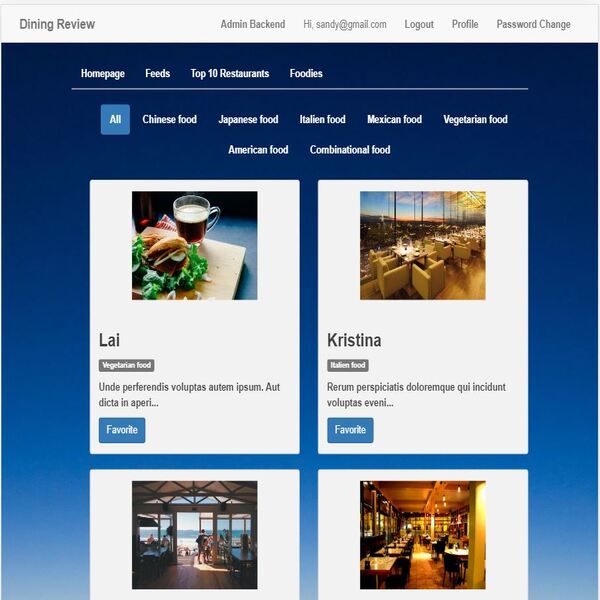 Dining Review Admin Backend Hi, sandy@gmail.com Logout Profile Password Change
Homepage Feeds Top 10 Restaurants Foodies
All Chinese food Japanese food Italien food Mexican food Vegetarian food
American food Combinational food
Lai
Vegetarian food
Unde perferendis voluptas autem ipsum. Aut
dicta in aperi...
Favorite
Kristina
Italien food
Rerum perspiciatis doloremque qui incidunt
voluptas eveni...
Favorite